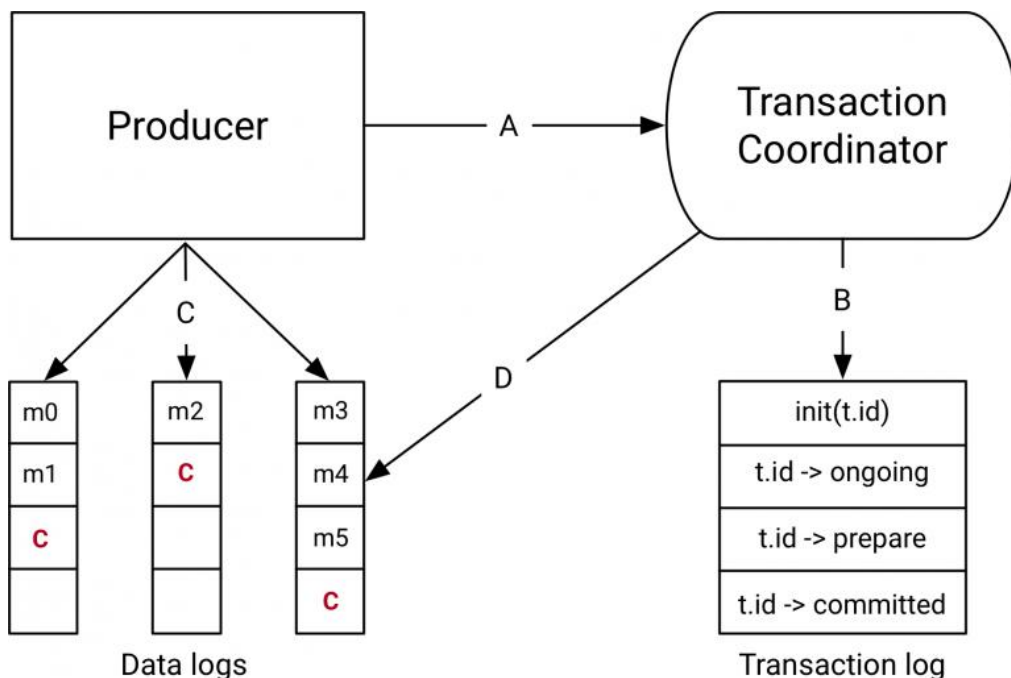 Producer
A
Transaction
Coordinator
C
B
D
m0
m1
C
m2
C
m3
m4
m5
C
init(t.id)
t.id -> ongoing
t.id -> prepare
t.id -> committed
Data logs
Transaction log